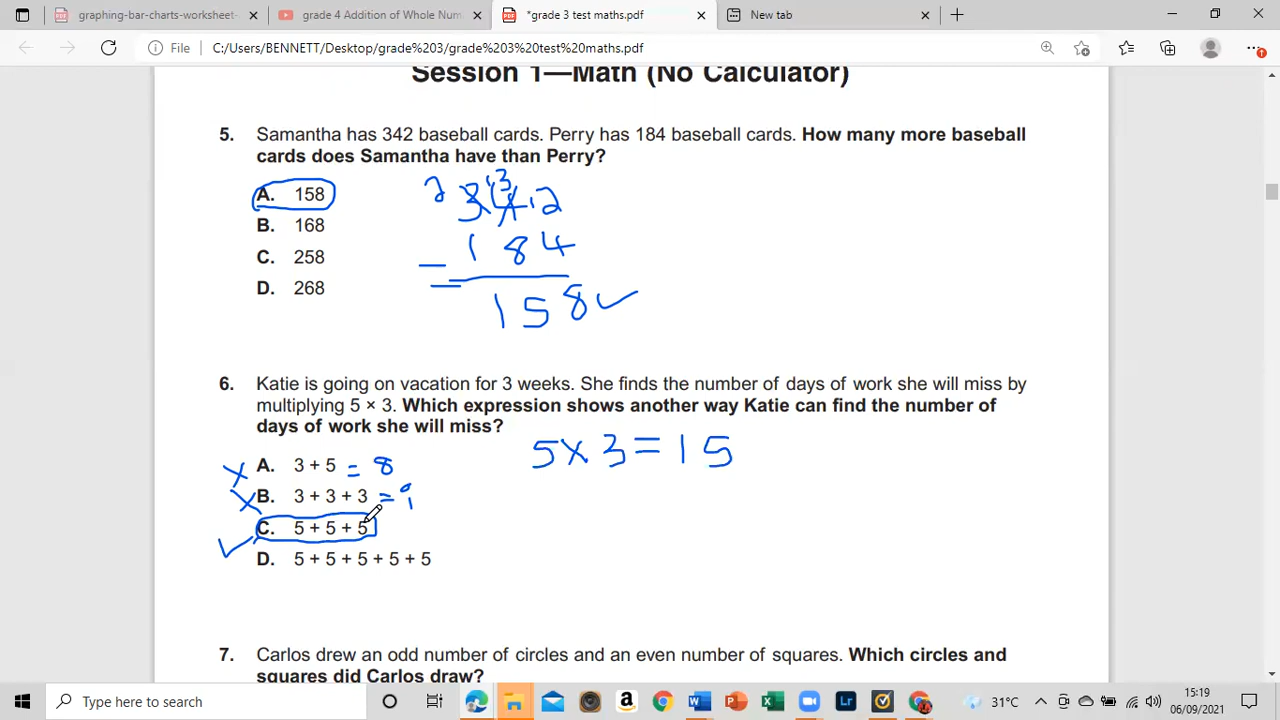 graphing-bar-charts-worksheet-
grade 4 Addition of Whole Num
*grade 3 test maths.pdf
New tab
File
C:/Users/BENNETT/Desktop/grade%203/grade%203%20test%20maths.pdf
Session 1—Math (No Calculator)
5. Samantha has 342 baseball cards. Perry has 184 baseball cards. How many more baseball
cards does Samantha have than Perry?
A. 158
B. 168
C. 258
D. 268
2 13
3 4 12
- 1 8 4
= 1 5 8
6. Katie is going on vacation for 3 weeks. She finds the number of days of work she will miss by
multiplying 5 × 3. Which expression shows another way Katie can find the number of
days of work she will miss?
5 x 3 = 15
x A. 3 + 5 = 8
x B. 3 + 3 + 3 = 9
C. 5 + 5 + 5
D. 5 + 5 + 5 + 5 + 5
7. Carlos drew an odd number of circles and an even number of squares. Which circles and
squares did Carlos draw?
Type here to search
31°C
15:19
06/09/2021